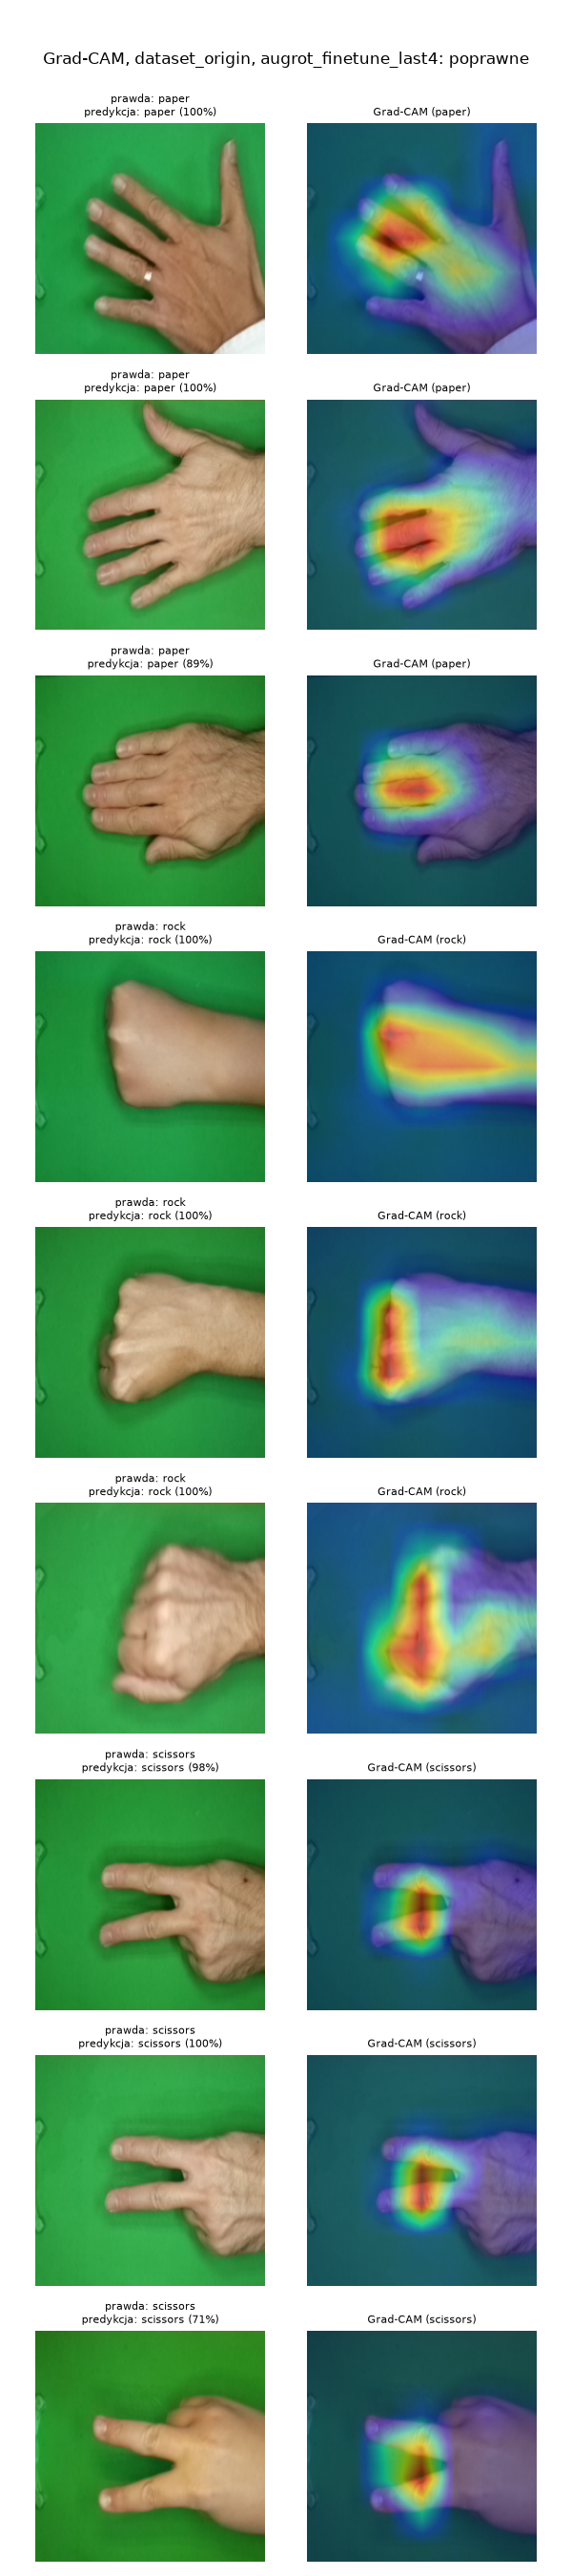 Grad-CAM, dataset_origin, augrot_finetune_last4: poprawne
prawda: paper
predykcja: paper (100%)
Grad-CAM (paper)
prawda: paper
predykcja: paper (100%)
Grad-CAM (paper)
prawda: paper
predykcja: paper (89%)
Grad-CAM (paper)
prawda: rock
predykcja: rock (100%)
Grad-CAM (rock)
prawda: rock
predykcja: rock (100%)
Grad-CAM (rock)
prawda: rock
predykcja: rock (100%)
Grad-CAM (rock)
prawda: scissors
predykcja: scissors (98%)
Grad-CAM (scissors)
prawda: scissors
predykcja: scissors (100%)
Grad-CAM (scissors)
prawda: scissors
predykcja: scissors (71%)
Grad-CAM (scissors)